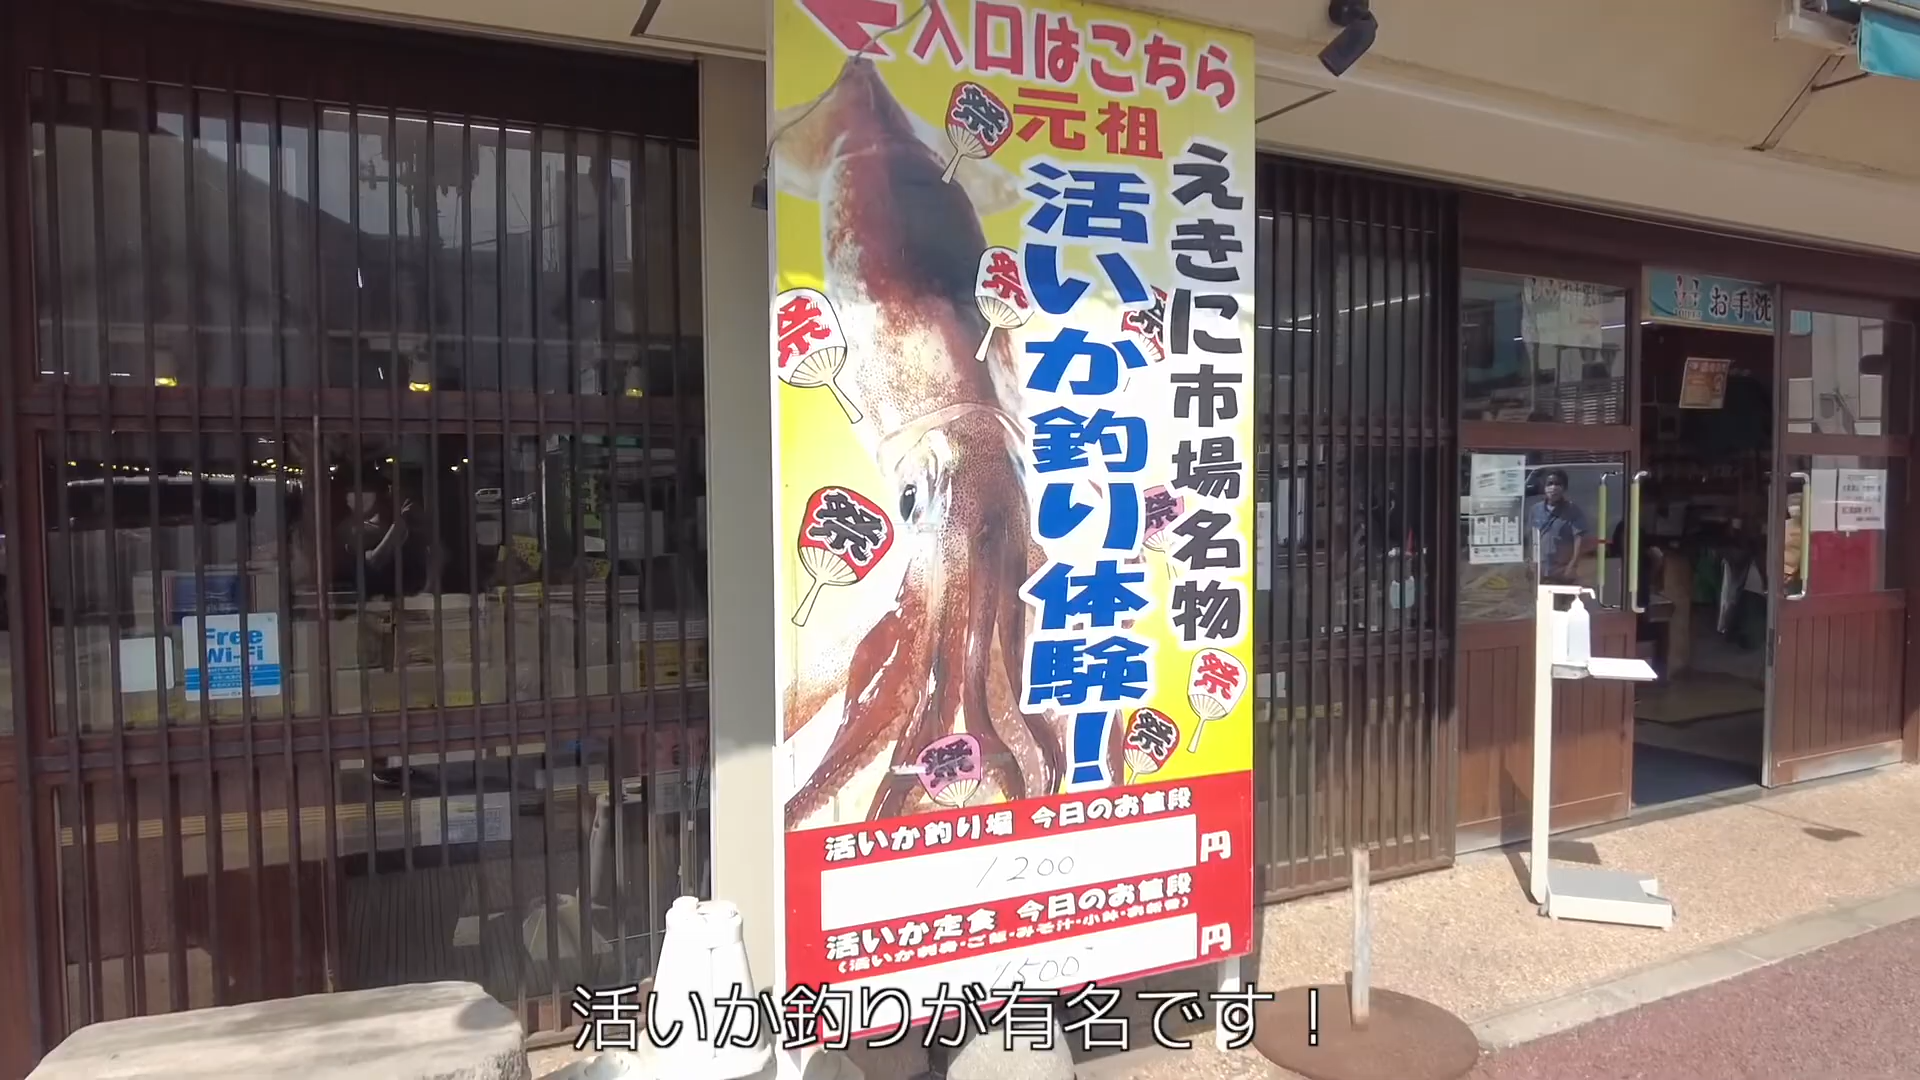 入口はこちら
元祖
えきに市場名物
活いか釣り体験！
祭
祭
祭
祭
祭
祭
祭
祭
祭
活いか釣り堀 今日のお値段
1200
円
活いか定食 今日のお値段
(活いか刺身・ご飯・みそ汁・小鉢・お新香)
1500
円
Free
Wi-Fi
お手洗
活いか釣りが有名です！